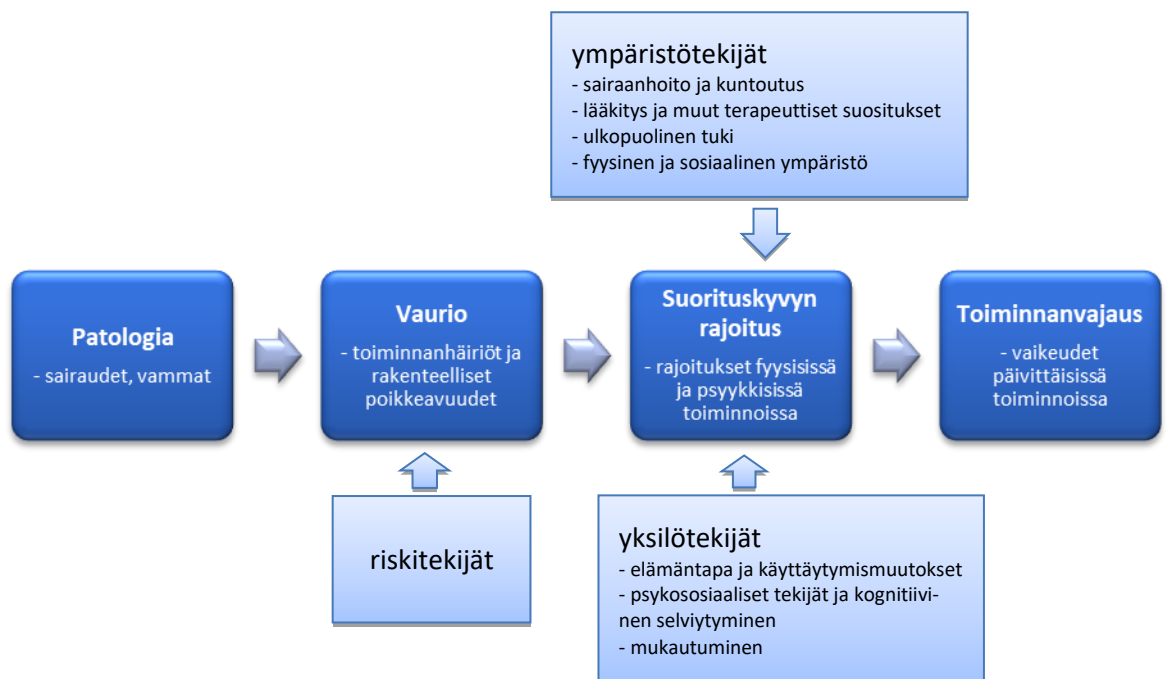 ympäristötekijät
- sairaanhoito ja kuntoutus
- lääkitys ja muut terapeuttiset suositukset
- ulkopuolinen tuki
- fyysinen ja sosiaalinen ympäristö
Patologia
- sairaudet, vammat
Vaurio
- toiminnanhäiriöt ja
rakenteelliset
poikkeavuudet
Suorituskyvyn
rajoitus
- rajoitukset fyysisissä
ja psyykkisissä
toiminnoissa
Toiminnanvajaus
- vaikeudet
päivittäisissä
toiminnoissa
riskitekijät
yksilötekijät
- elämäntapa ja käyttäytymismuutokset
- psykososiaaliset tekijät ja kognitiivi-
nen selviytyminen
- mukautuminen